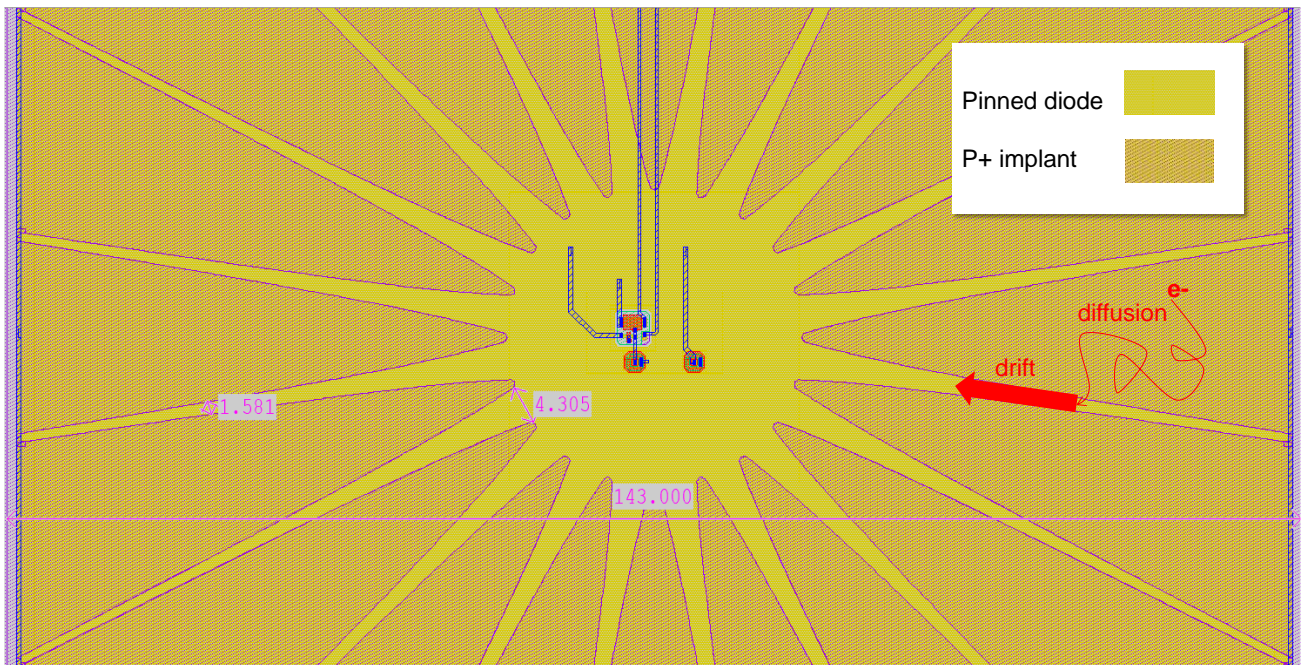 Pinned diode
P+ implant
e-
diffusion
drift
1.581
4.305
143.000